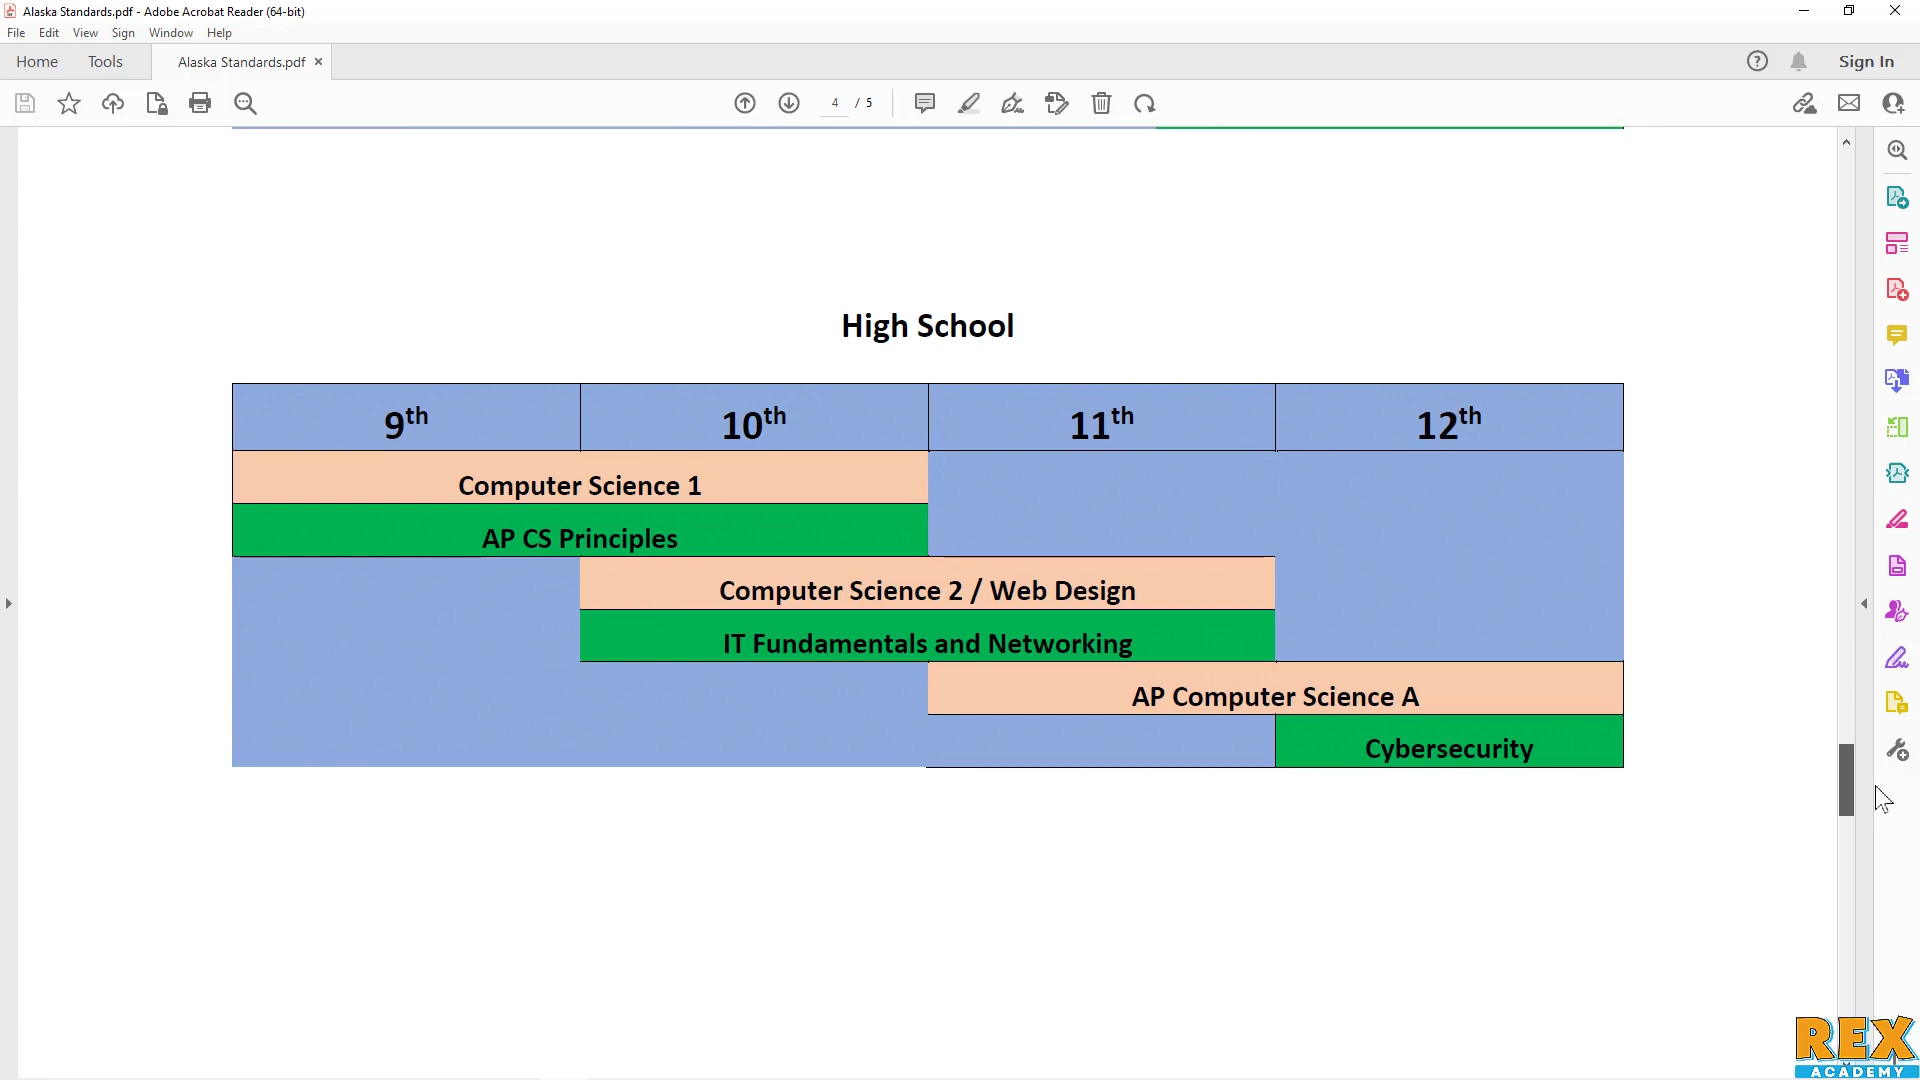 Alaska Standards.pdf - Adobe Acrobat Reader (64-bit)
File Edit View Sign Window Help
Home Tools Alaska Standards.pdf × Sign In
4 / 5
High School
9th 10th 11th 12th
Computer Science 1
AP CS Principles
Computer Science 2 / Web Design
IT Fundamentals and Networking
AP Computer Science A
Cybersecurity
REX
ACADEMY